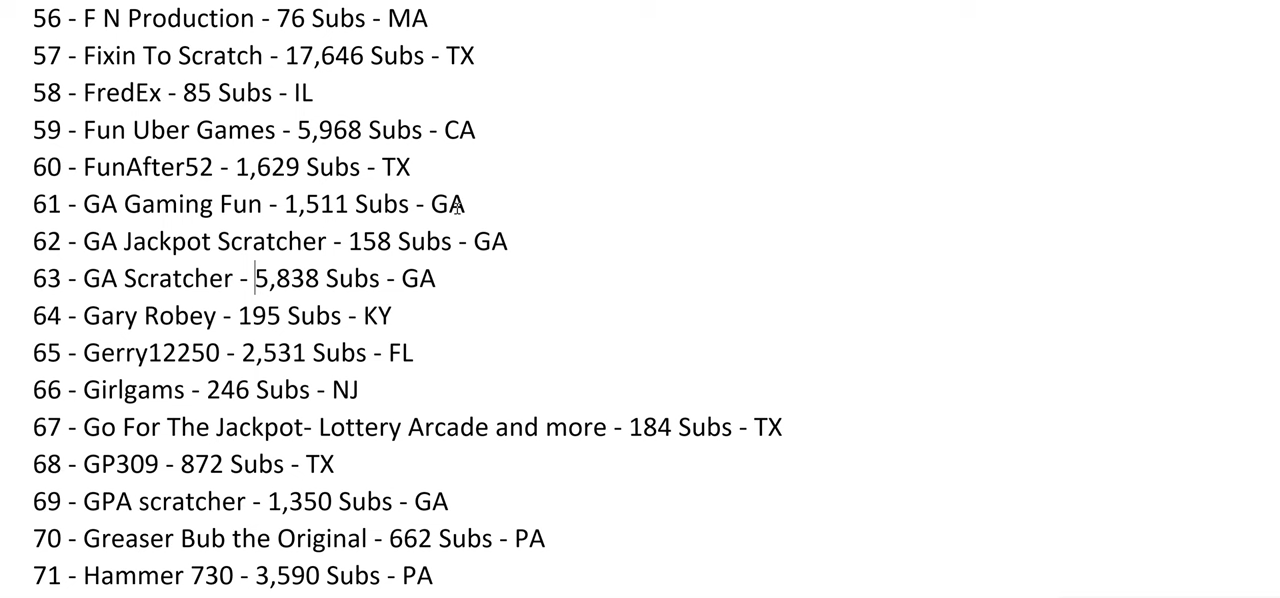 56 - F N Production - 76 Subs - MA
57 - Fixin To Scratch - 17,646 Subs - TX
58 - FredEx - 85 Subs - IL
59 - Fun Uber Games - 5,968 Subs - CA
60 - FunAfter52 - 1,629 Subs - TX
61 - GA Gaming Fun - 1,511 Subs - GA
62 - GA Jackpot Scratcher - 158 Subs - GA
63 - GA Scratcher - 5,838 Subs - GA
64 - Gary Robey - 195 Subs - KY
65 - Gerry12250 - 2,531 Subs - FL
66 - Girlgams - 246 Subs - NJ
67 - Go For The Jackpot- Lottery Arcade and more - 184 Subs - TX
68 - GP309 - 872 Subs - TX
69 - GPA scratcher - 1,350 Subs - GA
70 - Greaser Bub the Original - 662 Subs - PA
71 - Hammer 730 - 3,590 Subs - PA